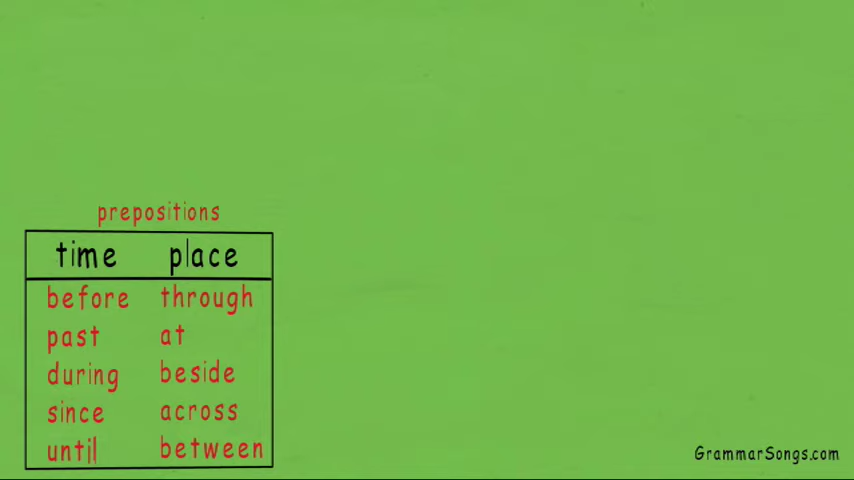 prepositions
time place
before through
past at
during beside
since across
until between
GrammarSongs.com